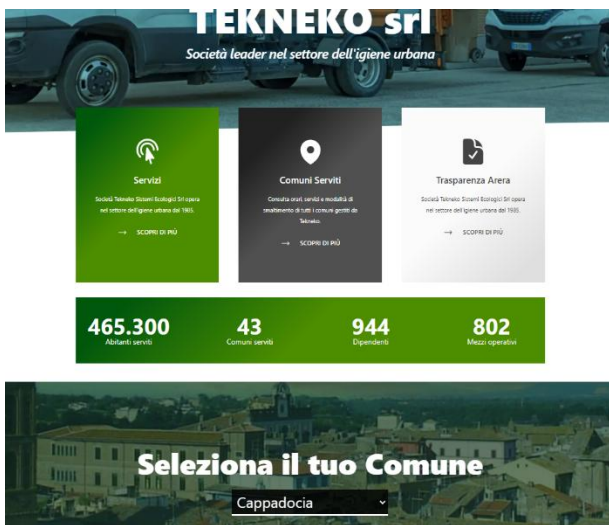 TEKNEKO srl
Società leader nel settore dell'igiene urbana
Servizi
Società Tekneko Sistemi Ecologici Srl opera
nel settore dell'igiene urbana dal 1985.
→ SCOPRI DI PIÙ
Comuni Serviti
Consulta orari, servizi e modalità di
smaltimento di tutti i comuni gestiti da
Tekneko.
→ SCOPRI DI PIÙ
Trasparenza Arera
Società Tekneko Sistemi Ecologici Srl opera
nel settore dell'igiene urbana dal 1985.
→ SCOPRI DI PIÙ
465.300
Abitanti serviti
43
Comuni serviti
944
Dipendenti
802
Mezzi operativi
Seleziona il tuo Comune
Cappadocia